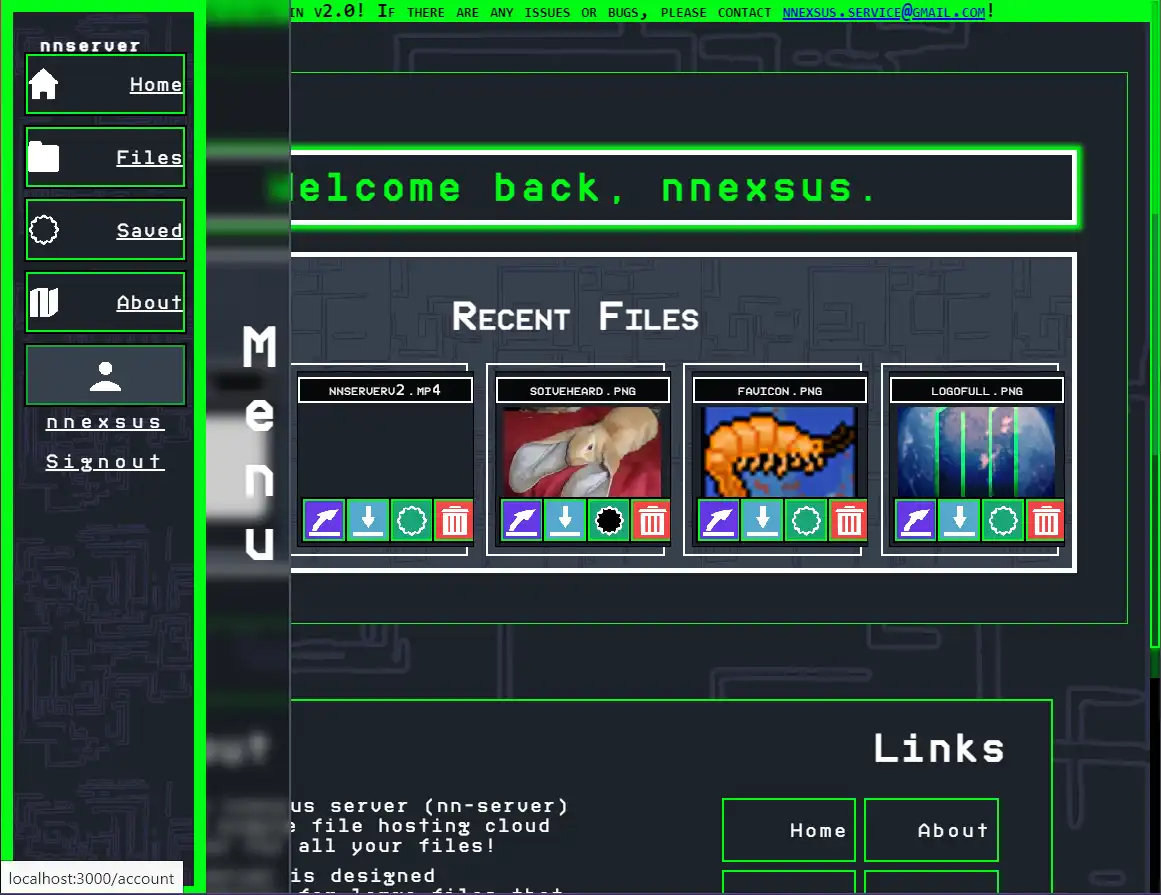 in v2.0! If there are any issues or bugs, please contact nnexsus.service@gmail.com!
nnserver
Home
Files
Saved
About
nnexsus
Signout
Menu
Welcome back, nnexsus.
Recent Files
nnserverv2.mp4
soiveheard.png
favicon.png
logofull.png
Links
Home
About
us server (nn-server)
file hosting cloud
all your files!
is designed
localhost:3000/account